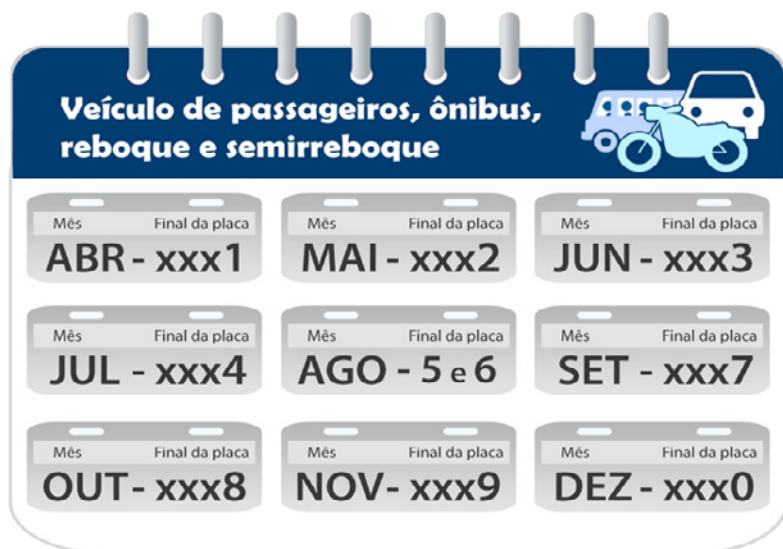 Veículo de passageiros, ônibus,
reboque e semirreboque
Mês Final da placa
ABR - xxx1
Mês Final da placa
MAI - xxx2
Mês Final da placa
JUN - xxx3
Mês Final da placa
JUL - xxx4
Mês Final da placa
AGO - 5 e 6
Mês Final da placa
SET - xxx7
Mês Final da placa
OUT- xxx8
Mês Final da placa
NOV- xxx9
Mês Final da placa
DEZ - xxx0